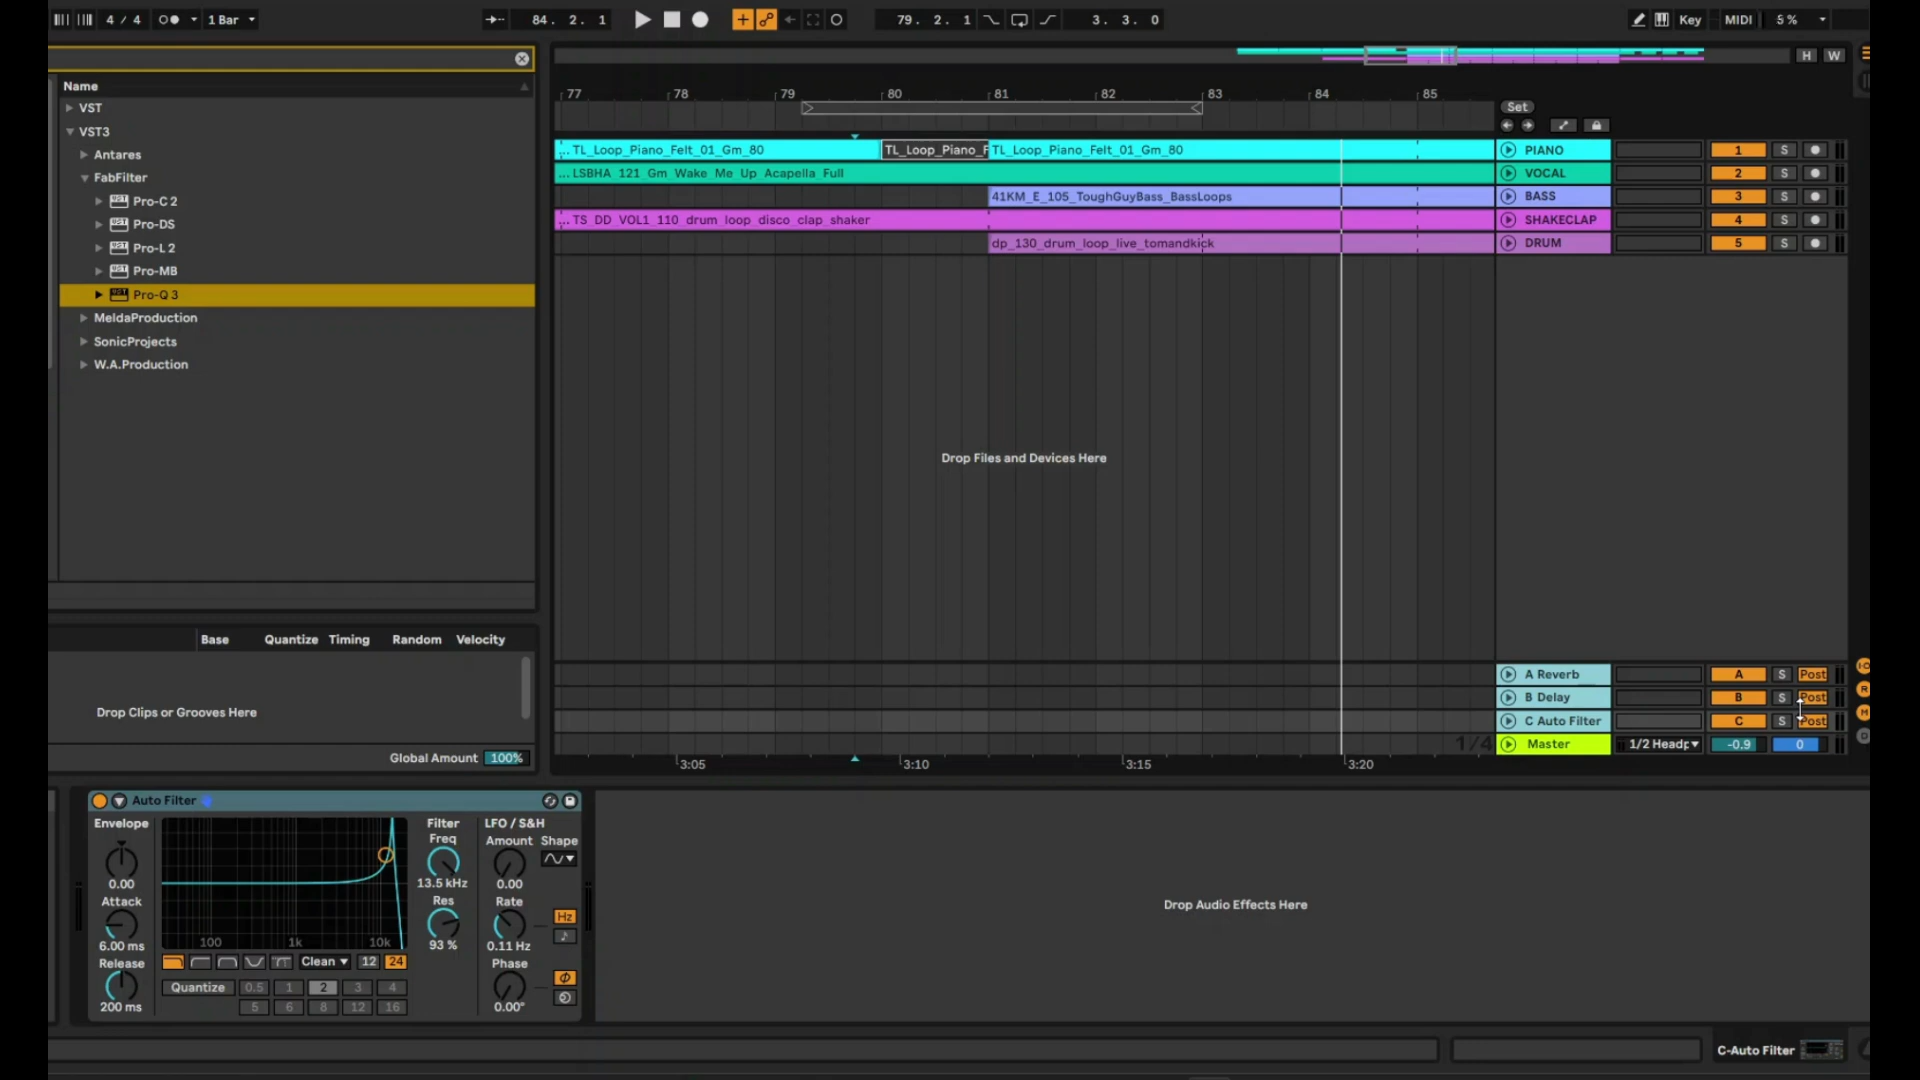 4 / 4 1 Bar 84. 2. 1 79. 2. 1 3. 3. 0 Key MIDI 5 %
H W
Name
VST
VST3
Antares
FabFilter
Pro-C 2
Pro-DS
Pro-L 2
Pro-MB
Pro-Q 3
MeldaProduction
SonicProjects
W.A.Production
77 78 79 80 81 82 83 84 85
Set
... TL_Loop_Piano_Felt_01_Gm_80 TL_Loop_Piano_F TL_Loop_Piano_Felt_01_Gm_80 PIANO 1 S
... LSBHA_121_Gm_Wake_Me_Up_Acapella_Full VOCAL 2 S
41KM_E_105_ToughGuyBass_BassLoops BASS 3 S
... TS_DD_VOL1_110_drum_loop_disco_clap_shaker SHAKECLAP 4 S
dp_130_drum_loop_live_tomandkick DRUM 5 S
Drop Files and Devices Here
A Reverb A S Post
B Delay B S Post
C Auto Filter C S Post
1/4 Master 1/2 Headp -0.9 0
3:05 3:10 3:15 3:20
Base Quantize Timing Random Velocity
Drop Clips or Grooves Here
Global Amount 100%
Auto Filter
Envelope
0.00
Attack
6.00 ms
Release
200 ms
100 1k 10k
Clean 12 24
Quantize 0.5 1 2 3 4
5 6 8 12 16
Filter
Freq
13.5 kHz
Res
93 %
LFO / S&H
Amount Shape
0.00
Rate
Hz
0.11 Hz
Phase
0.00°
Drop Audio Effects Here
C-Auto Filter